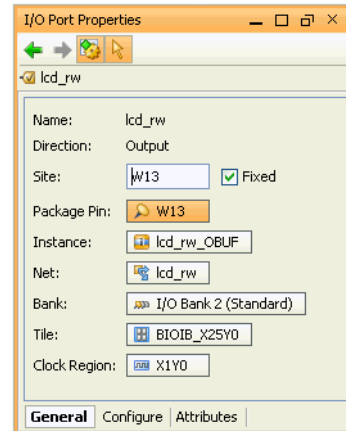 I/O Port Properties
lcd_rw
Name: lcd_rw
Direction: Output
Site: W13 Fixed
Package Pin: W13
Instance: lcd_rw_OBUF
Net: lcd_rw
Bank: I/O Bank 2 (Standard)
Tile: BIOIB_X25Y0
Clock Region: X1Y0
General Configure Attributes